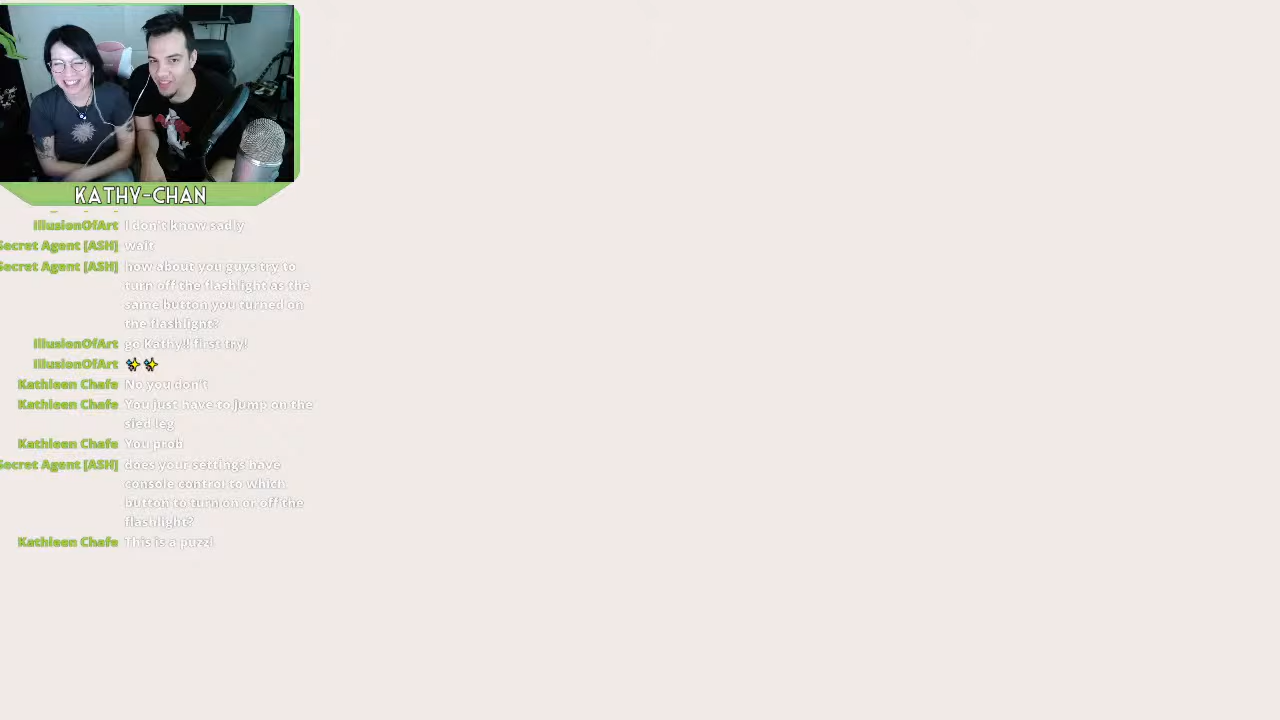 KATHY-CHAN
IllusionOfArt I don't know sadly
Secret Agent [ASH] wait
Secret Agent [ASH] how about you guys try to
turn off the flashlight as the
same button you turned on
the flashlight?
IllusionOfArt go Kathy!! first try!
IllusionOfArt ✨✨
Kathleen Chafe No you don't
Kathleen Chafe You just have to jump on the
sied leg
Kathleen Chafe You prob
Secret Agent [ASH] does your settings have
console control to which
button to turn on or off the
flashlight?
Kathleen Chafe This is a puzzl